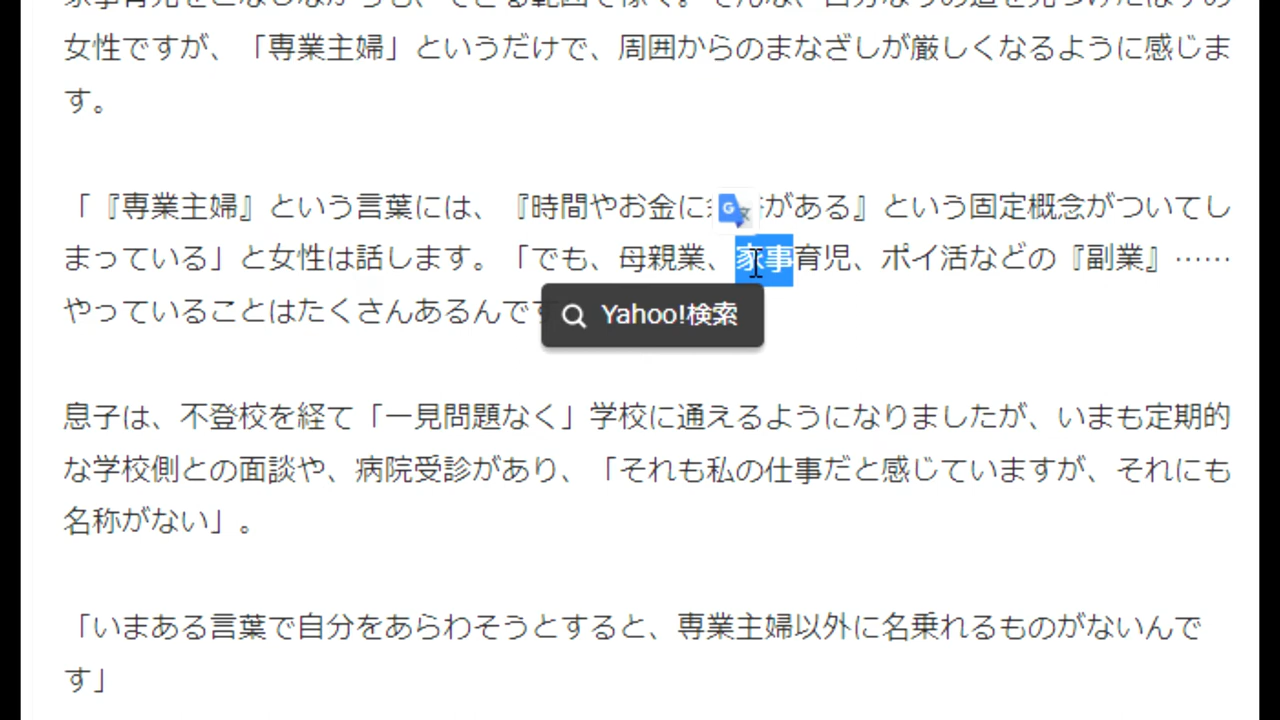 女性ですが、「専業主婦」というだけで、周囲からのまなざしが厳しくなるように感じま
す。
「『専業主婦』という言葉には、『時間やお金に がある』という固定概念がついてし
まっている」と女性は話します。「でも、母親業、家事育児、ポイ活などの『副業』……
やっていることはたくさんあるんで
Yahoo!検索
息子は、不登校を経て「一見問題なく」学校に通えるようになりましたが、いまも定期的
な学校側との面談や、病院受診があり、「それも私の仕事だと感じていますが、それにも
名称がない」。
「いまある言葉で自分をあらわそうとすると、専業主婦以外に名乗れるものがないんで
す」